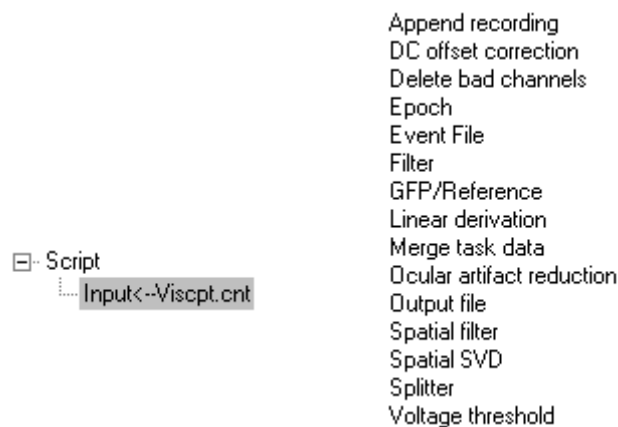 Append recording
DC offset correction
Delete bad channels
Epoch
Event File
Filter
GFP/Reference
Linear derivation
Merge task data
Ocular artifact reduction
Output file
Spatial filter
Spatial SVD
Splitter
Voltage threshold
Script
Input<--Viscpt.cnt